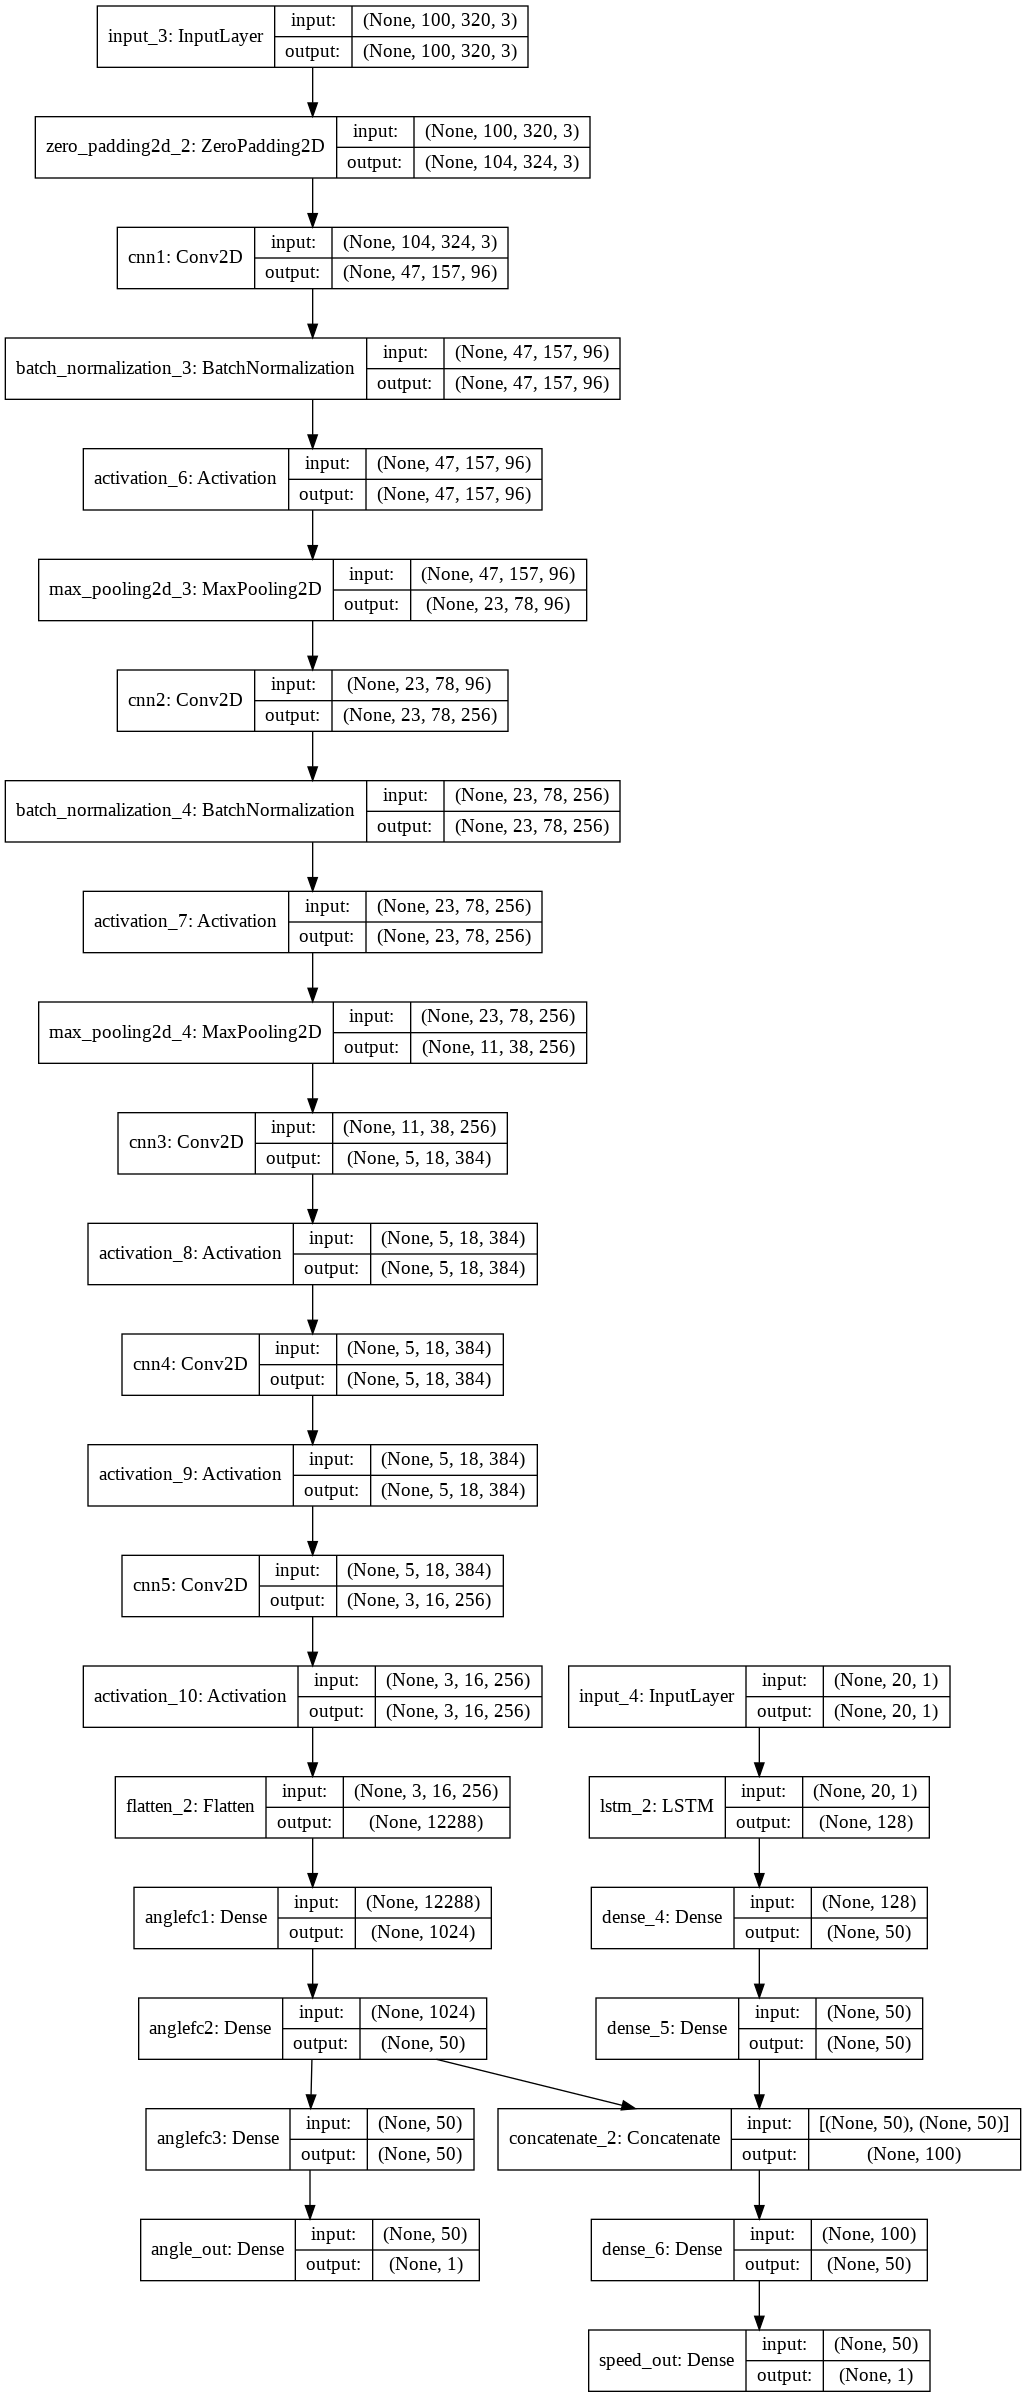 input_3: InputLayer
input: (None, 100, 320, 3)
output: (None, 100, 320, 3)
zero_padding2d_2: ZeroPadding2D
input: (None, 100, 320, 3)
output: (None, 104, 324, 3)
cnn1: Conv2D
input: (None, 104, 324, 3)
output: (None, 47, 157, 96)
batch_normalization_3: BatchNormalization
input: (None, 47, 157, 96)
output: (None, 47, 157, 96)
activation_6: Activation
input: (None, 47, 157, 96)
output: (None, 47, 157, 96)
max_pooling2d_3: MaxPooling2D
input: (None, 47, 157, 96)
output: (None, 23, 78, 96)
cnn2: Conv2D
input: (None, 23, 78, 96)
output: (None, 23, 78, 256)
batch_normalization_4: BatchNormalization
input: (None, 23, 78, 256)
output: (None, 23, 78, 256)
activation_7: Activation
input: (None, 23, 78, 256)
output: (None, 23, 78, 256)
max_pooling2d_4: MaxPooling2D
input: (None, 23, 78, 256)
output: (None, 11, 38, 256)
cnn3: Conv2D
input: (None, 11, 38, 256)
output: (None, 5, 18, 384)
activation_8: Activation
input: (None, 5, 18, 384)
output: (None, 5, 18, 384)
cnn4: Conv2D
input: (None, 5, 18, 384)
output: (None, 5, 18, 384)
activation_9: Activation
input: (None, 5, 18, 384)
output: (None, 5, 18, 384)
cnn5: Conv2D
input: (None, 5, 18, 384)
output: (None, 3, 16, 256)
activation_10: Activation
input: (None, 3, 16, 256)
output: (None, 3, 16, 256)
input_4: InputLayer
input: (None, 20, 1)
output: (None, 20, 1)
flatten_2: Flatten
input: (None, 3, 16, 256)
output: (None, 12288)
lstm_2: LSTM
input: (None, 20, 1)
output: (None, 128)
anglefc1: Dense
input: (None, 12288)
output: (None, 1024)
dense_4: Dense
input: (None, 128)
output: (None, 50)
anglefc2: Dense
input: (None, 1024)
output: (None, 50)
dense_5: Dense
input: (None, 50)
output: (None, 50)
anglefc3: Dense
input: (None, 50)
output: (None, 50)
concatenate_2: Concatenate
input: [(None, 50), (None, 50)]
output: (None, 100)
angle_out: Dense
input: (None, 50)
output: (None, 1)
dense_6: Dense
input: (None, 100)
output: (None, 50)
speed_out: Dense
input: (None, 50)
output: (None, 1)